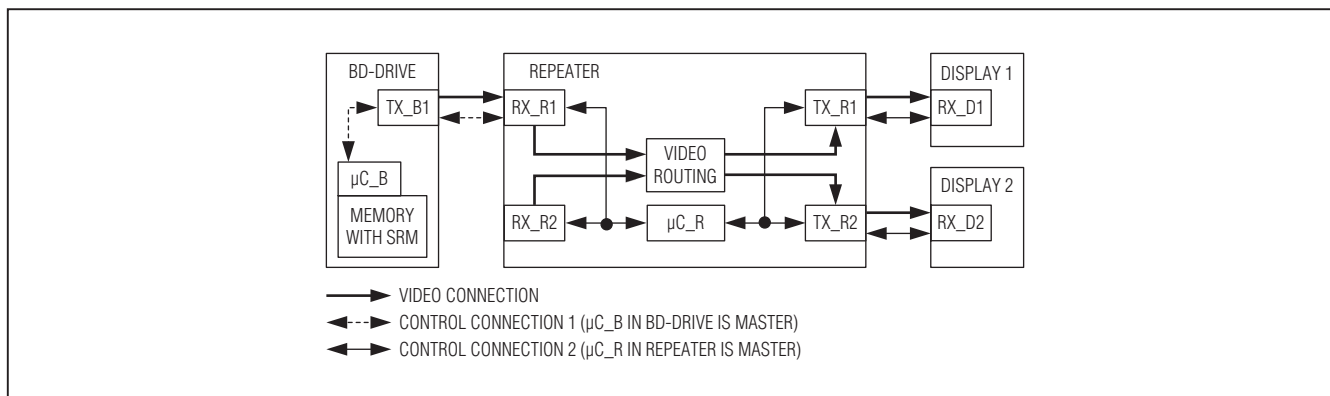 BD-DRIVE
TX_B1
µC_B
MEMORY
WITH SRM
REPEATER
RX_R1
RX_R2
VIDEO
ROUTING
µC_R
TX_R1
TX_R2
DISPLAY 1
RX_D1
DISPLAY 2
RX_D2
VIDEO CONNECTION
CONTROL CONNECTION 1 (µC_B IN BD-DRIVE IS MASTER)
CONTROL CONNECTION 2 (µC_R IN REPEATER IS MASTER)